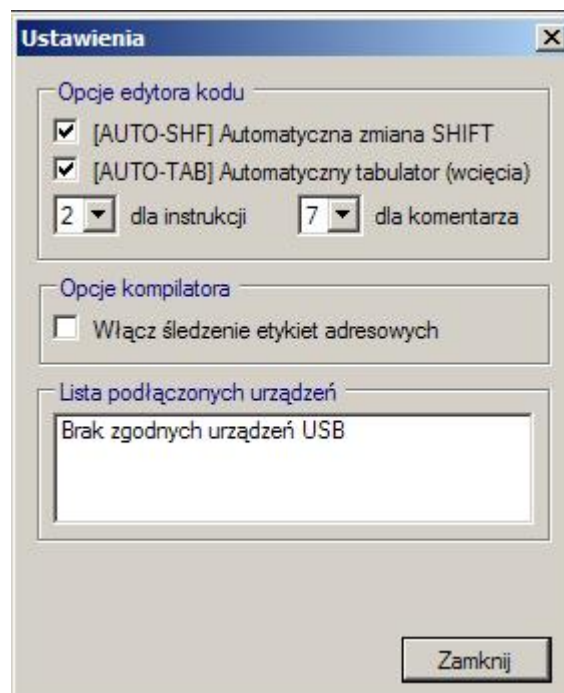 Ustawienia
Opcje edytora kodu
[AUTO-SHF] Automatyczna zmiana SHIFT
[AUTO-TAB] Automatyczny tabulator (wcięcia)
2 dla instrukcji 7 dla komentarza
Opcje kompilatora
Włącz śledzenie etykiet adresowych
Lista podłączonych urządzeń
Brak zgodnych urządzeń USB
Zamknij